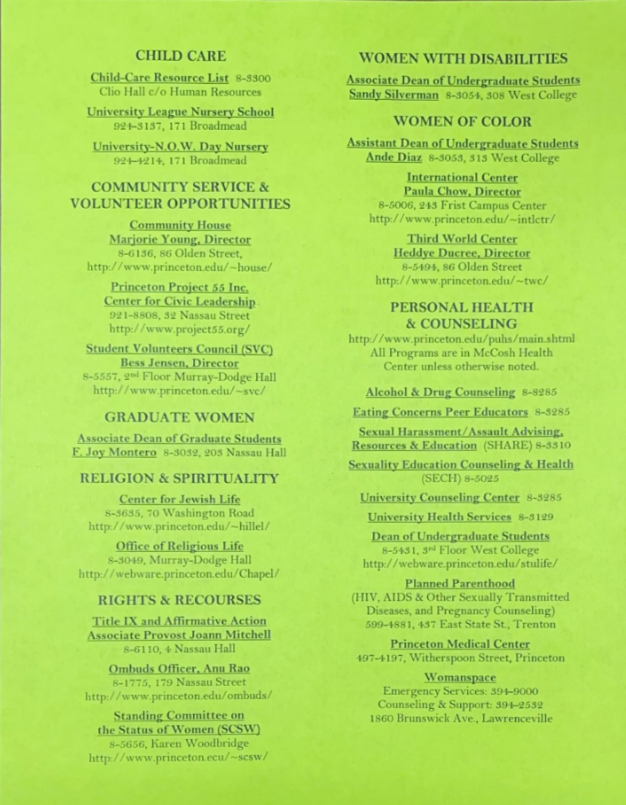 CHILD CARE
Child-Care Resource List 8-3300
Clio Hall c/o Human Resources
University League Nursery School
924-3137, 171 Broadmead
University-N.O.W. Day Nursery
924-4214, 171 Broadmead
COMMUNITY SERVICE &
VOLUNTEER OPPORTUNITIES
Community House
Marjorie Young, Director
8-6136, 86 Olden Street,
http://www.princeton.edu/~house/
Princeton Project 55 Inc.
Center for Civic Leadership
921-8808, 32 Nassau Street
http://www.project55.org/
Student Volunteers Council (SVC)
Bess Jensen, Director
8-5557, 2nd Floor Murray-Dodge Hall
http://www.princeton.edu/~svc/
GRADUATE WOMEN
Associate Dean of Graduate Students
F. Joy Montero 8-3032, 203 Nassau Hall
RELIGION & SPIRITUALITY
Center for Jewish Life
8-3635, 70 Washington Road
http://www.princeton.edu/~hillel/
Office of Religious Life
8-3049, Murray-Dodge Hall
http://webware.princeton.edu/Chapel/
RIGHTS & RECOURSES
Title IX and Affirmative Action
Associate Provost Joann Mitchell
8-6110, 4 Nassau Hall
Ombuds Officer, Anu Rao
8-1775, 179 Nassau Street
http://www.princeton.edu/ombuds/
Standing Committee on
the Status of Women (SCSW)
8-5656, Karen Woodbridge
http://www.princeton.ecu/~scsw/
WOMEN WITH DISABILITIES
Associate Dean of Undergraduate Students
Sandy Silverman 8-3054, 308 West College
WOMEN OF COLOR
Assistant Dean of Undergraduate Students
Ande Diaz 8-3053, 313 West College
International Center
Paula Chow, Director
8-5006, 243 Frist Campus Center
http://www.princeton.edu/~intlctr/
Third World Center
Heddye Ducree, Director
8-5494, 86 Olden Street
http://www.princeton.edu/~twc/
PERSONAL HEALTH
& COUNSELING
http://www.princeton.edu/puhs/main.shtml
All Programs are in McCosh Health
Center unless otherwise noted.
Alcohol & Drug Counseling 8-8285
Eating Concerns Peer Educators 8-3285
Sexual Harassment/Assault Advising,
Resources & Education (SHARE) 8-3310
Sexuality Education Counseling & Health
(SECH) 8-5025
University Counseling Center 8-3285
University Health Services 8-3129
Dean of Undergraduate Students
8-5431, 3rd Floor West College
http://webware.princeton.edu/stulife/
Planned Parenthood
(HIV, AIDS & Other Sexually Transmitted
Diseases, and Pregnancy Counseling)
599-4881, 437 East State St., Trenton
Princeton Medical Center
497-4197, Witherspoon Street, Princeton
Womanspace
Emergency Services: 394-9000
Counseling & Support: 394-2532
1860 Brunswick Ave., Lawrenceville